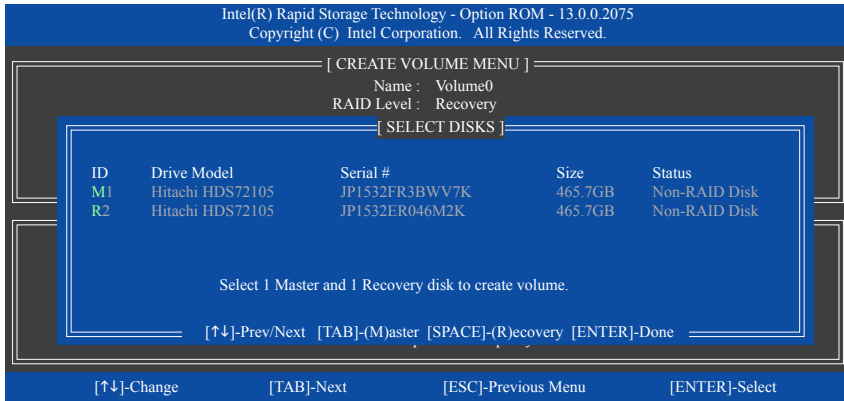 Intel(R) Rapid Storage Technology - Option ROM - 13.0.0.2075
Copyright (C) Intel Corporation. All Rights Reserved.
[ CREATE VOLUME MENU ]
Name : Volume0
RAID Level : Recovery
[ SELECT DISKS ]
ID Drive Model Serial # Size Status
M1 Hitachi HDS72105 JP1532FR3BWV7K 465.7GB Non-RAID Disk
R2 Hitachi HDS72105 JP1532ER046M2K 465.7GB Non-RAID Disk
Select 1 Master and 1 Recovery disk to create volume.
[↑↓]-Prev/Next [TAB]-(M)aster [SPACE]-(R)ecovery [ENTER]-Done
[↑↓]-Change [TAB]-Next [ESC]-Previous Menu [ENTER]-Select